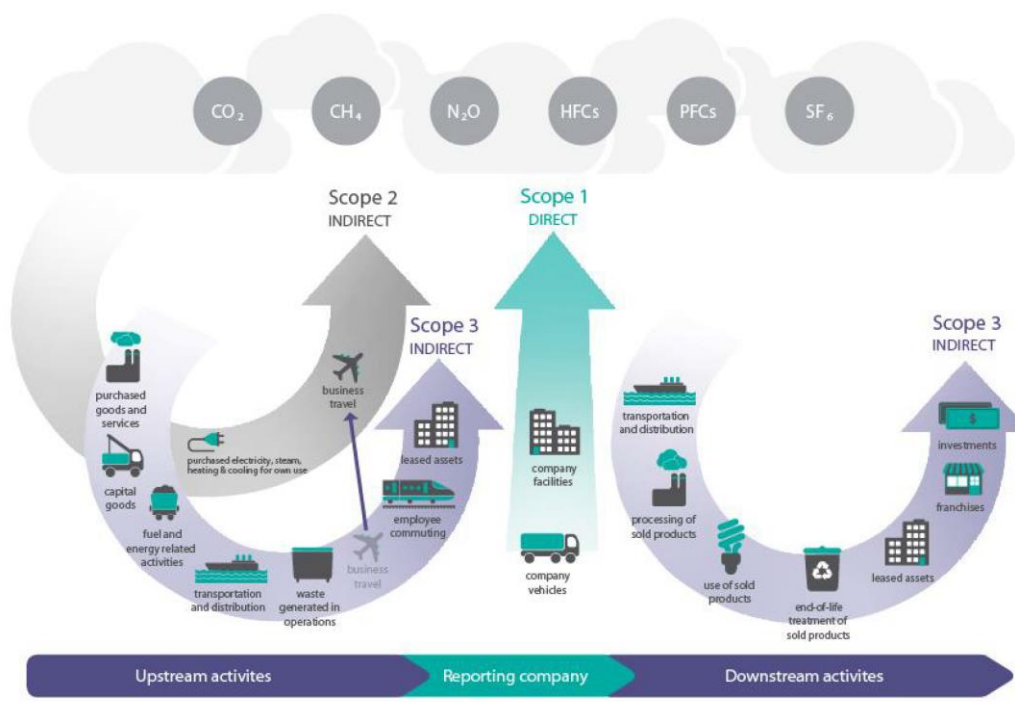 CO₂
CH₄
N₂O
HFCs
PFCs
SF₆
Scope 2
INDIRECT
Scope 1
DIRECT
Scope 3
INDIRECT
Scope 3
INDIRECT
purchased
goods and
services
capital
goods
fuel and
energy related
activities
purchased electricity, steam,
heating & cooling for own use
transportation
and distribution
waste
generated in
operations
business
travel
business
travel
employee
commuting
leased assets
company
facilities
company
vehicles
transportation
and distribution
processing of
sold products
use of sold
products
end-of-life
treatment of
sold products
leased assets
franchises
$
investments
Upstream activites
Reporting company
Downstream activites